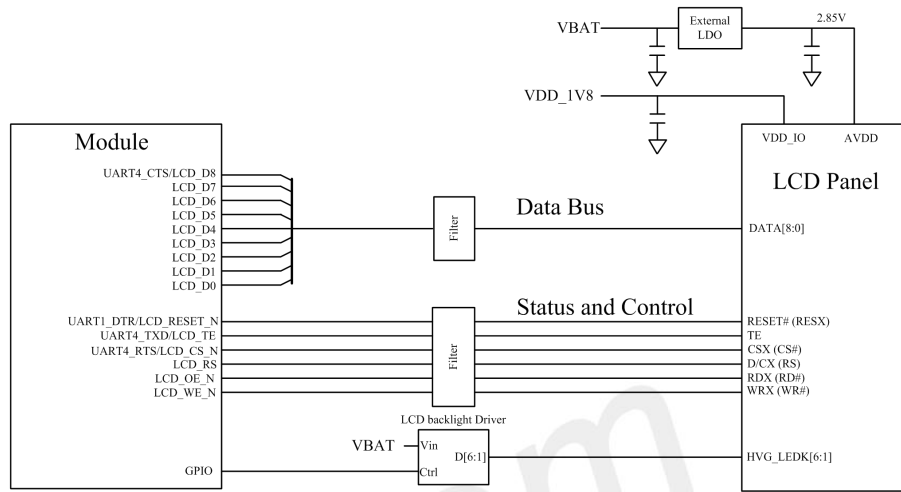 External
LDO
2.85V
VBAT
VDD_1V8
VDD_IO
AVDD
Module
LCD Panel
UART4_CTS/LCD_D8
LCD_D7
LCD_D6
LCD_D5
LCD_D4
LCD_D3
LCD_D2
LCD_D1
LCD_D0
Filter
Data Bus
DATA[8:0]
Status and Control
UART1_DTR/LCD_RESET_N
UART4_TXD/LCD_TE
UART4_RTS/LCD_CS_N
LCD_RS
LCD_OE_N
LCD_WE_N
Filter
RESET# (RESX)
TE
CSX (CS#)
D/CX (RS)
RDX (RD#)
WRX (WR#)
LCD backlight Driver
VBAT
Vin
D[6:1]
Ctrl
GPIO
HVG_LEDK[6:1]
om